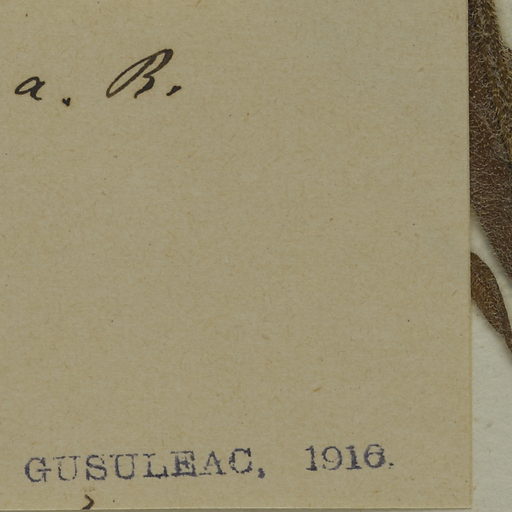 a. B.
GUSULEAC, 1916.